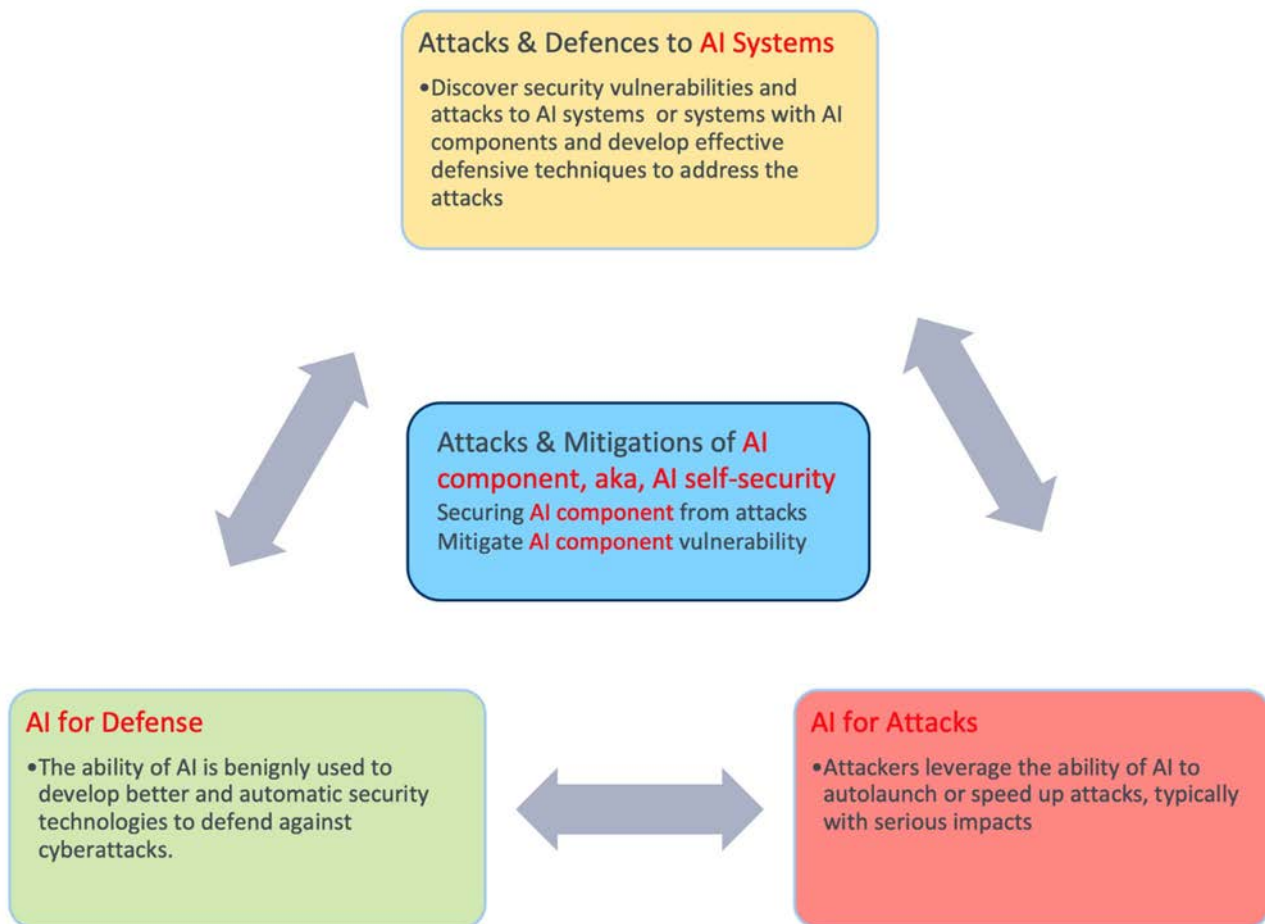 Attacks & Defences to AI Systems
•Discover security vulnerabilities and
attacks to AI systems or systems with AI
components and develop effective
defensive techniques to address the
attacks
Attacks & Mitigations of AI
component, aka, AI self-security
Securing AI component from attacks
Mitigate AI component vulnerability
AI for Defense
•The ability of AI is benignly used to
develop better and automatic security
technologies to defend against
cyberattacks.
AI for Attacks
•Attackers leverage the ability of AI to
autolaunch or speed up attacks, typically
with serious impacts